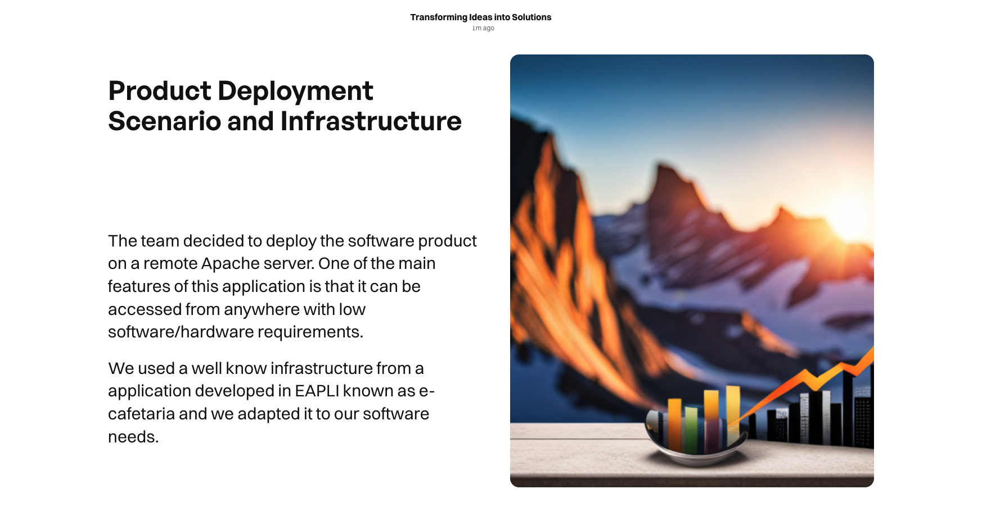 Transforming Ideas into Solutions
1m ago
Product Deployment
Scenario and Infrastructure
The team decided to deploy the software product
on a remote Apache server. One of the main
features of this application is that it can be
accessed from anywhere with low
software/hardware requirements.
We used a well know infrastructure from a
application developed in EAPLI known as e-
cafetaria and we adapted it to our software
needs.